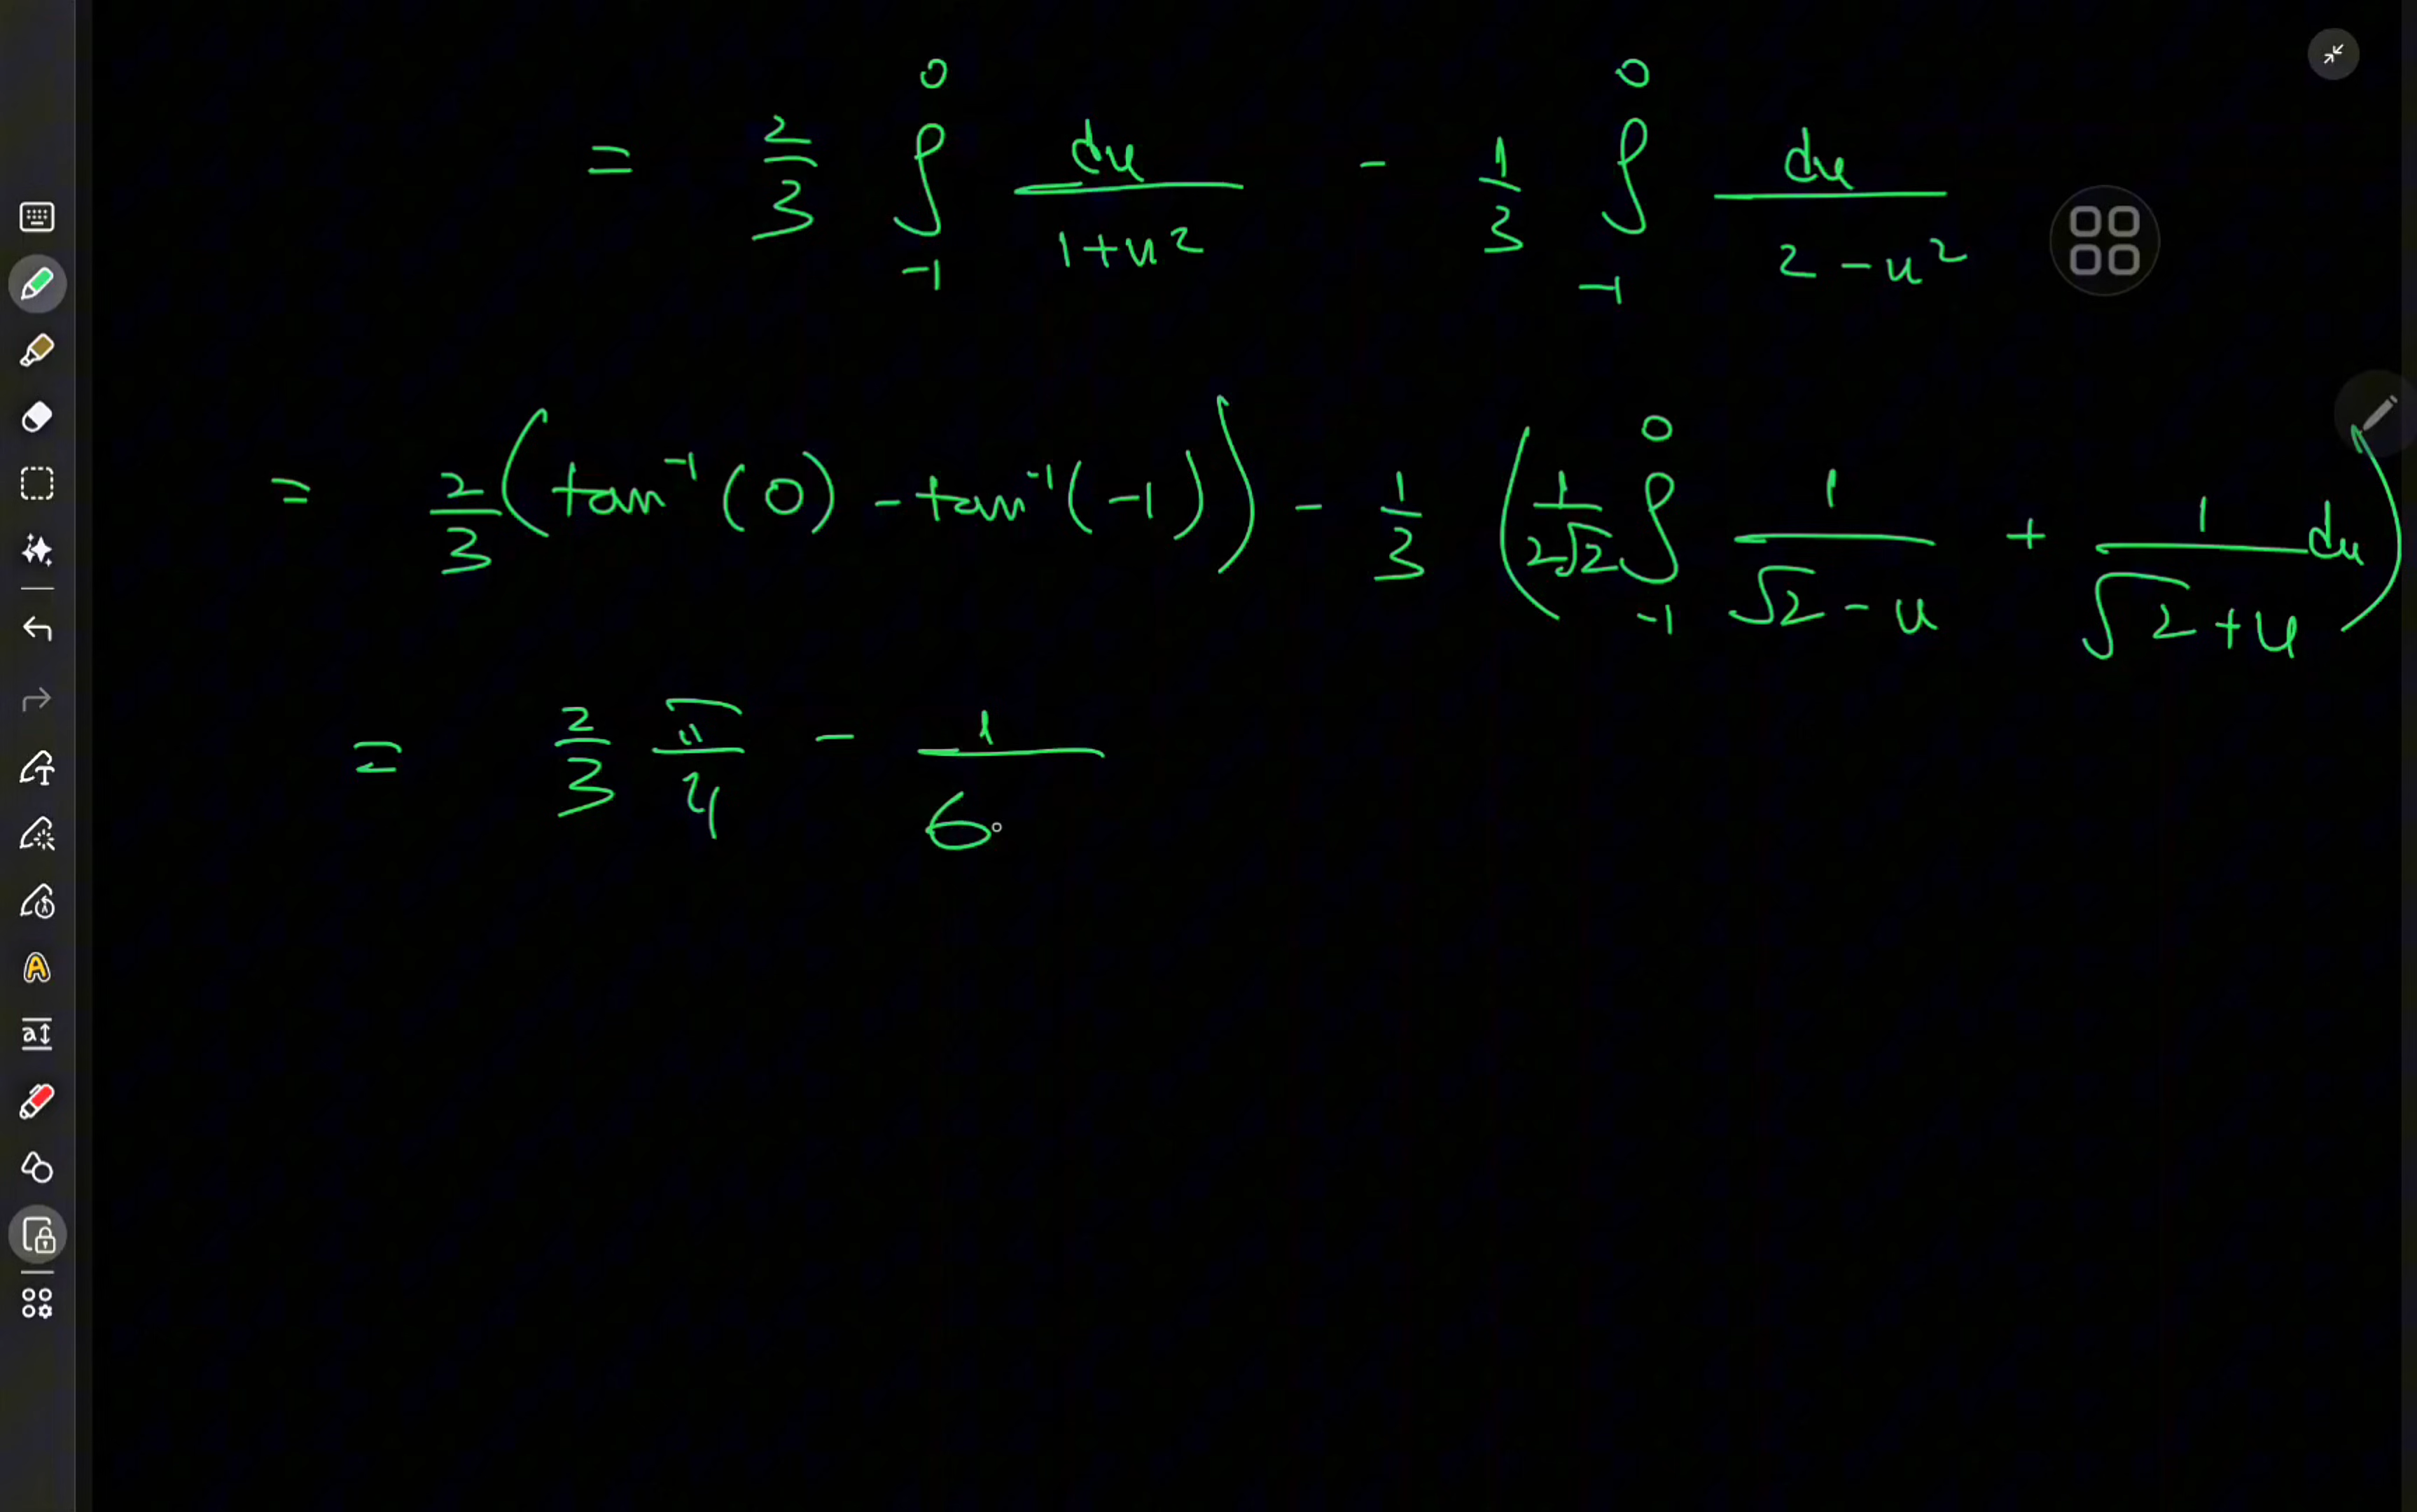 = 2/3 ∫_{-1}^{0} du/(1+u²) - 1/3 ∫_{-1}^{0} du/(2-u²)
= 2/3 (tan⁻¹(0) - tan⁻¹(-1)) - 1/3 (1/(2√2) ∫_{-1}^{0} 1/(√2-u) + 1/(√2+u) du)
= 2/3 π/4 - 1/6